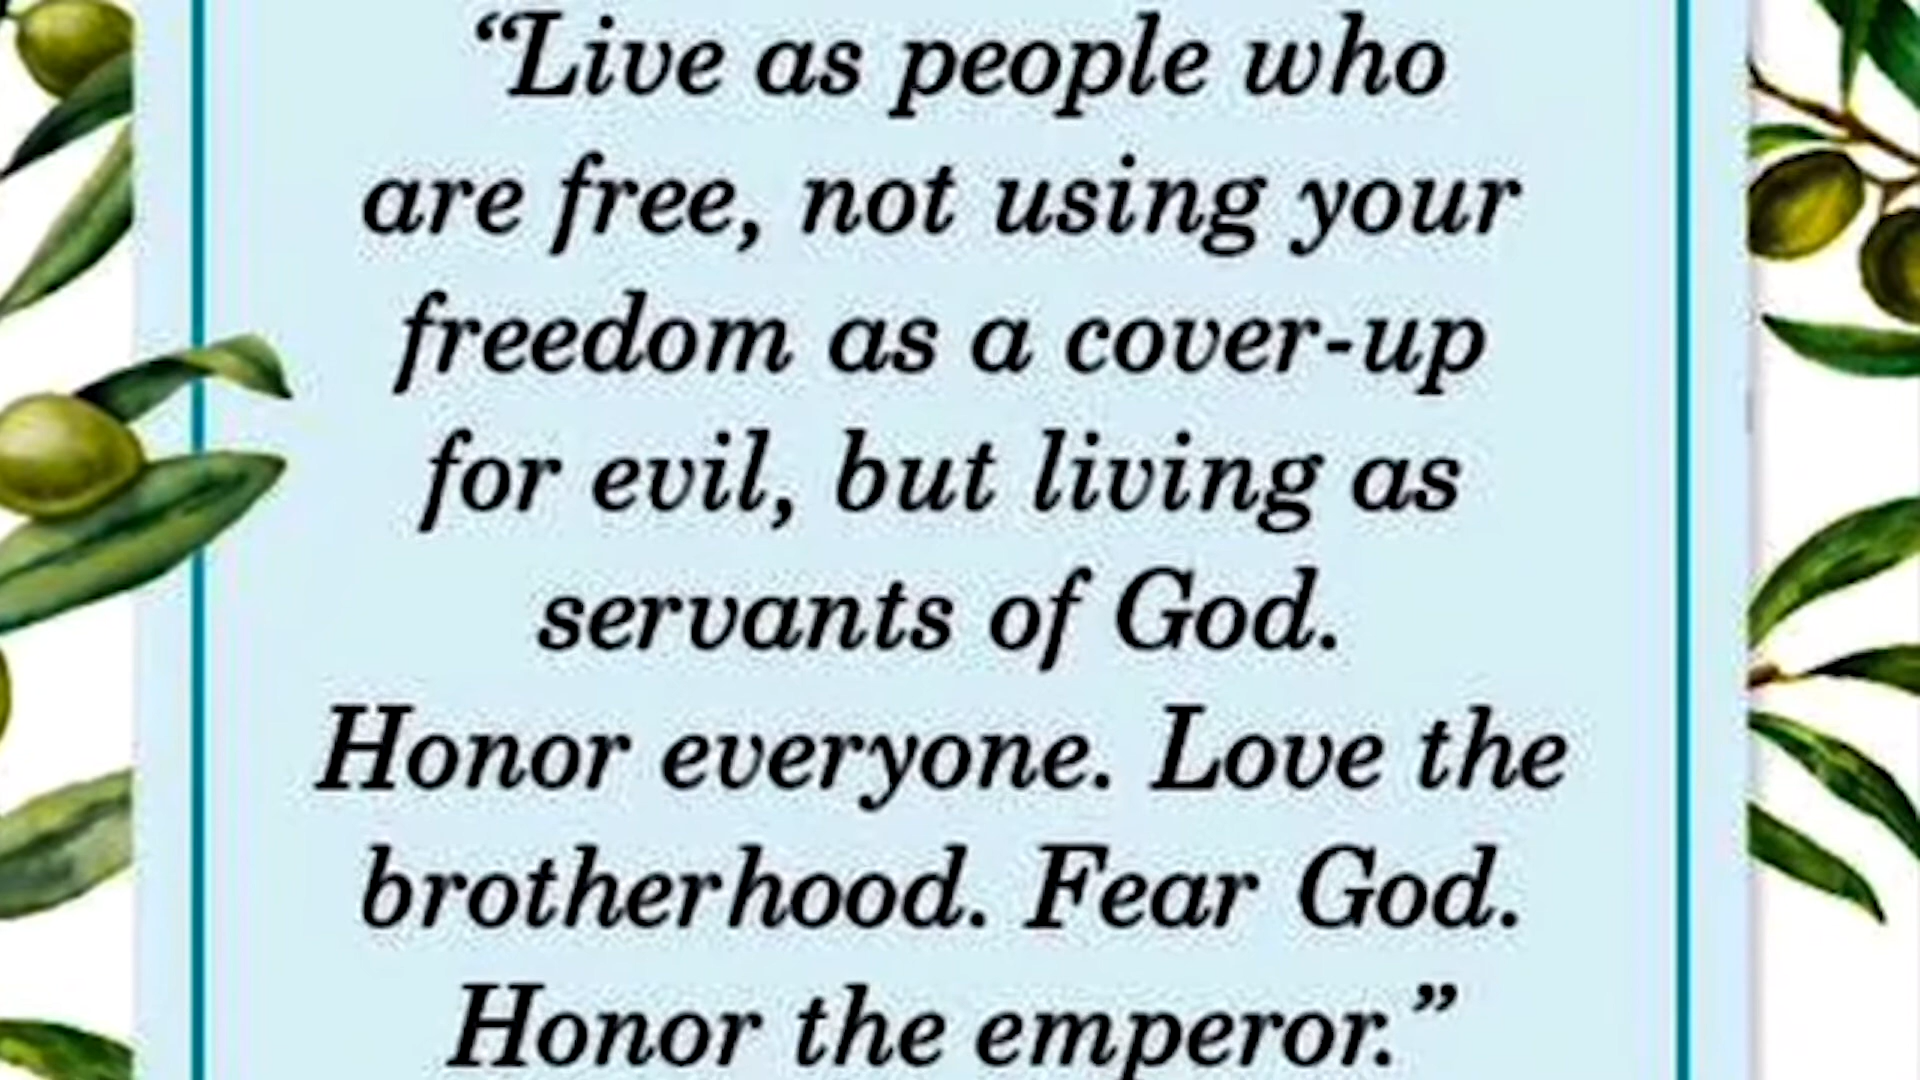 “Live as people who
are free, not using your
freedom as a cover-up
for evil, but living as
servants of God.
Honor everyone. Love the
brotherhood. Fear God.
Honor the emperor.”